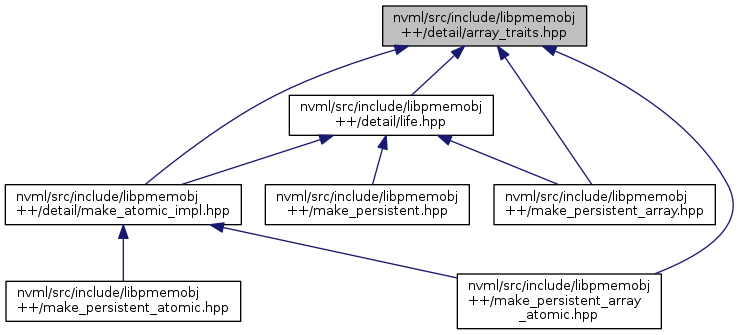 nvml/src/include/libpmemobj
++/detail/array_traits.hpp
nvml/src/include/libpmemobj
++/detail/life.hpp
nvml/src/include/libpmemobj
++/detail/make_atomic_impl.hpp
nvml/src/include/libpmemobj
++/make_persistent.hpp
nvml/src/include/libpmemobj
++/make_persistent_array.hpp
nvml/src/include/libpmemobj
++/make_persistent_atomic.hpp
nvml/src/include/libpmemobj
++/make_persistent_array
_atomic.hpp